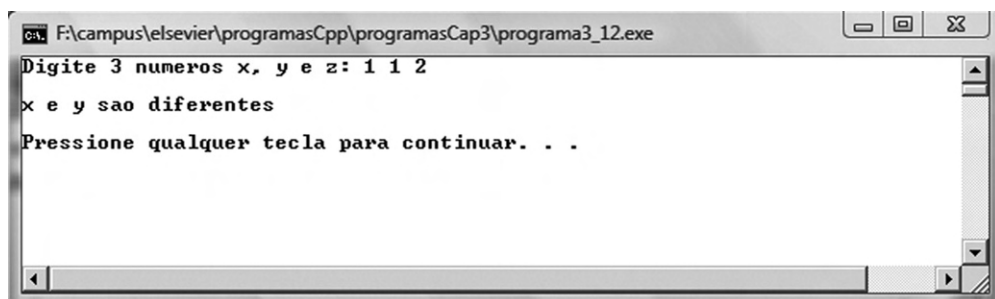 F:\campus\elsevier\programasCpp\programasCap3\programa3_12.exe
Digite 3 numeros x, y e z: 1 1 2
x e y sao diferentes
Pressione qualquer tecla para continuar. . .